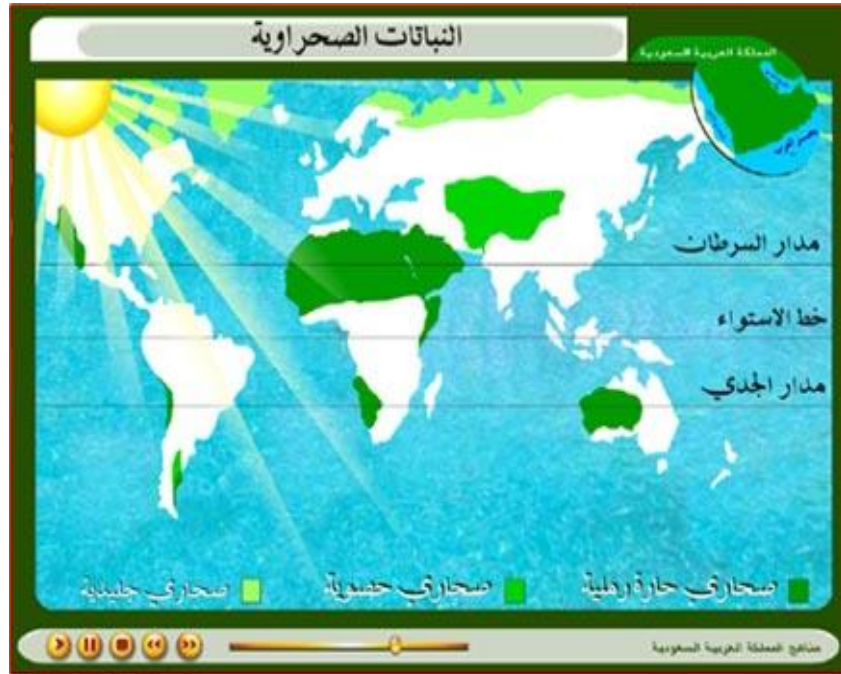 النباتات الصحراوية
المملكة العربية السعودية
مدار السرطان
خط الاستواء
مدار الجدي
صحاري حارة رملية
صحاري حصوية
صحاري جليدية
مناهج المملكة العربية السعودية